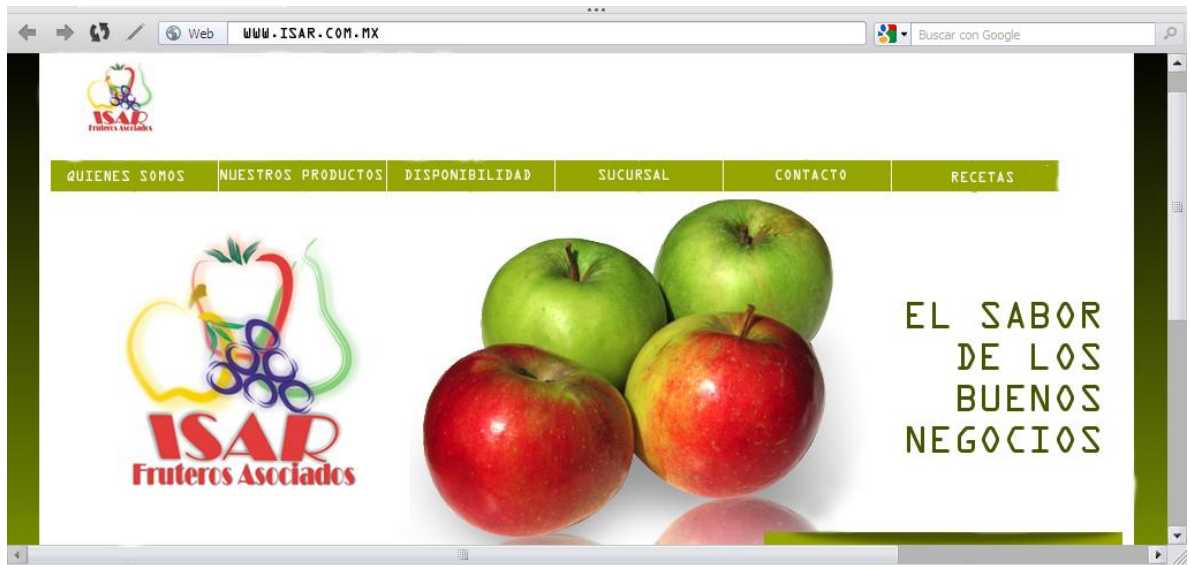 Web WWW.ISAR.COM.MX Buscar con Google
ISAR
Fruteros Asociados
QUIENES SOMOS NUESTROS PRODUCTOS DISPONIBILIDAD SUCURSAL CONTACTO RECETAS
ISAR
Fruteros Asociados
EL SABOR
DE LOS
BUENOS
NEGOCIOS